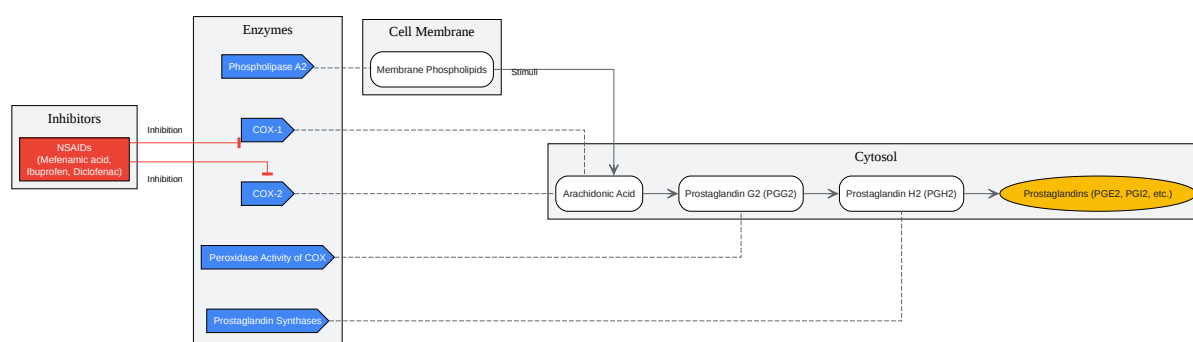 Enzymes
Cell Membrane
Phospholipase A2
Membrane Phospholipids
Stimuli
Inhibitors
NSAIDs
(Mefenamic acid,
Ibuprofen, Diclofenac)
Inhibition
Inhibition
COX-1
COX-2
Cytosol
Arachidonic Acid
Prostaglandin G2 (PGG2)
Prostaglandin H2 (PGH2)
Prostaglandins (PGE2, PGI2, etc.)
Peroxidase Activity of COX
Prostaglandin Synthases